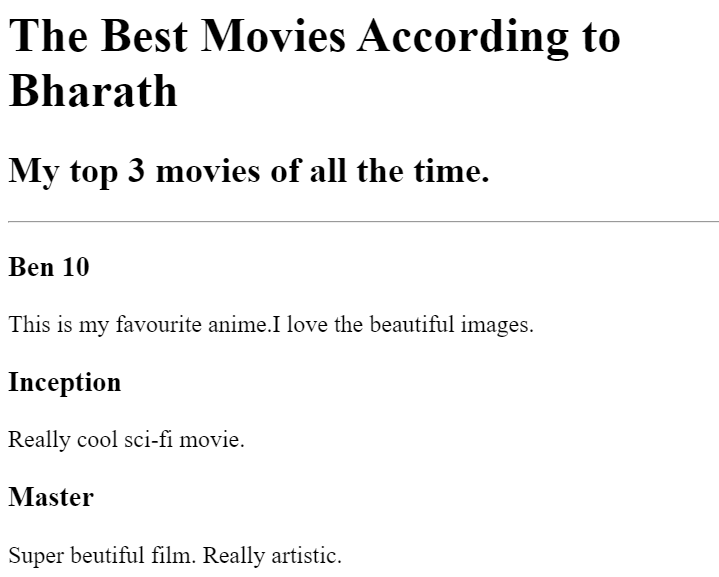 The Best Movies According to
Bharath
My top 3 movies of all the time.
Ben 10
This is my favourite anime.I love the beautiful images.
Inception
Really cool sci-fi movie.
Master
Super beutiful film. Really artistic.